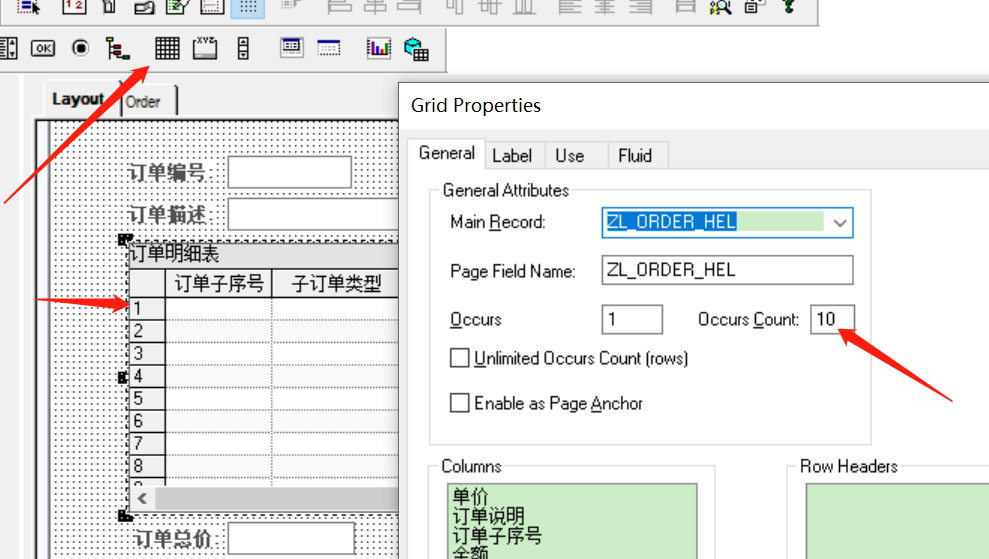 OK
XYZ
Layout
Order
Grid Properties
General
Label
Use
Fluid
General Attributes
Main Record:
ZL_ORDER_HEL
Page Field Name:
ZL_ORDER_HEL
Occurs
1
Occurs Count:
10
Unlimited Occurs Count (rows)
Enable as Page Anchor
Columns
单价
订单说明
订单子序号
金额
Row Headers
订单编号:
订单描述:
订单明细表
订单子序号
子订单类型
1
2
3
4
5
6
7
8
订单总价: